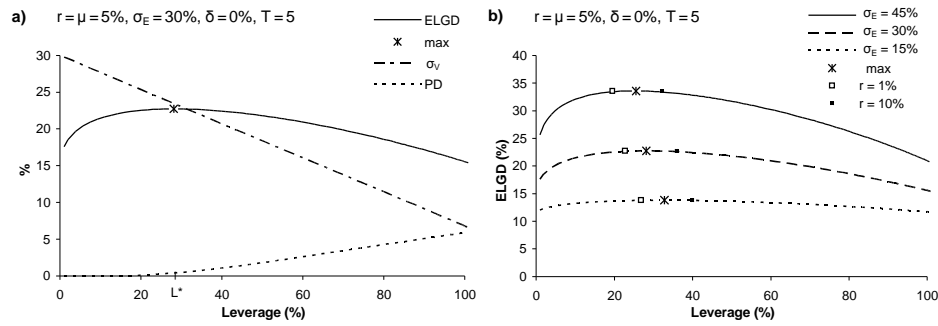 a) r = μ = 5%, σE = 30%, δ = 0%, T = 5
ELGD
max
σV
PD
30
25
20
15
10
5
0
%
0 20 40 60 80 100
L*
Leverage (%)
b) r = μ = 5%, δ = 0%, T = 5
σE = 45%
σE = 30%
σE = 15%
max
r = 1%
r = 10%
40
35
30
25
20
15
10
5
0
ELGD (%)
0 20 40 60 80 100
Leverage (%)